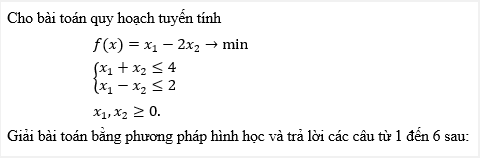 Cho bài toán quy hoạch tuyến tính
f(x) = x₁ − 2x₂ → min
{x₁ + x₂ ≤ 4
{x₁ − x₂ ≤ 2
x₁, x₂ ≥ 0.
Giải bài toán bằng phương pháp hình học và trả lời các câu từ 1 đến 6 sau: